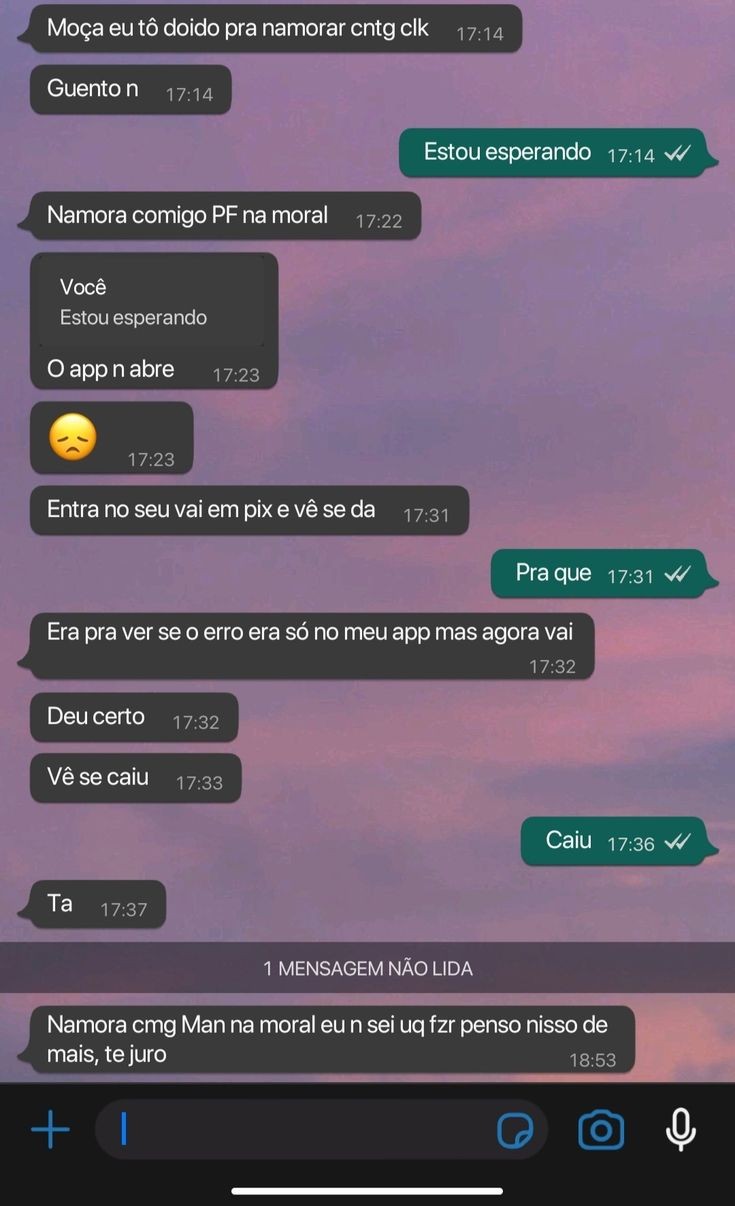 Moça eu tô doido pra namorar cntg clk 17:14
Guento n 17:14
Estou esperando 17:14
Namora comigo PF na moral 17:22
Você
Estou esperando
O app n abre 17:23
17:23
Entra no seu vai em pix e vê se da 17:31
Pra que 17:31
Era pra ver se o erro era só no meu app mas agora vai
17:32
Deu certo 17:32
Vê se caiu 17:33
Caiu 17:36
Ta 17:37
1 MENSAGEM NÃO LIDA
Namora cmg Man na moral eu n sei uq fzr penso nisso de
mais, te juro 18:53